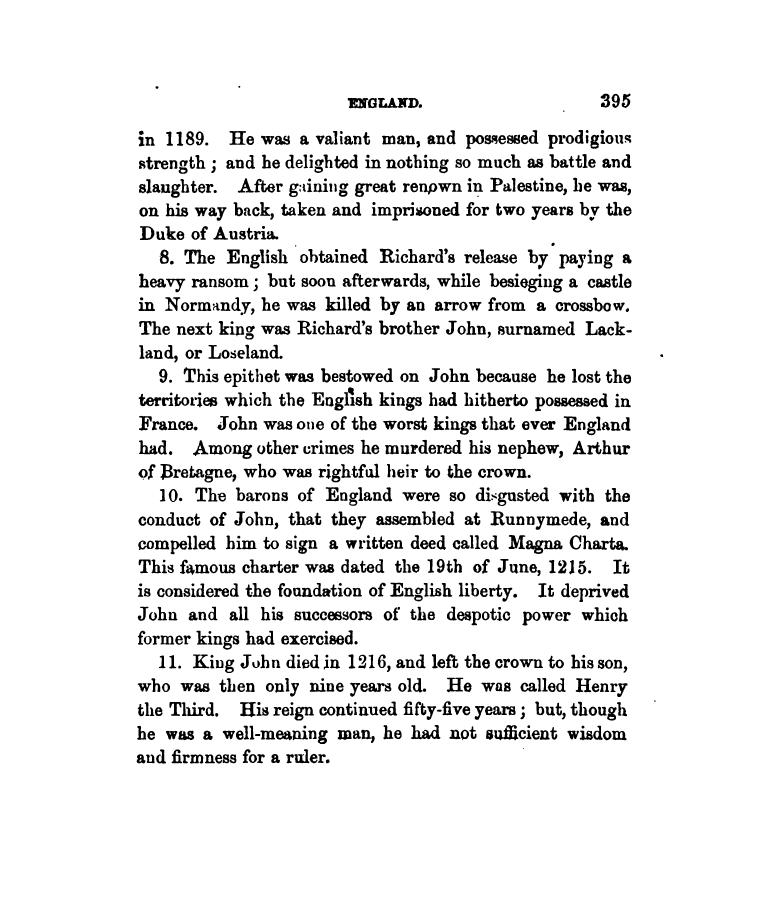 ENGLAND. 395
in 1189. He was a valiant man, and possessed prodigious
strength ; and he delighted in nothing so much as battle and
slaughter. After gaining great renown in Palestine, he was,
on his way back, taken and imprisoned for two years by the
Duke of Austria.
8. The English obtained Richard's release by paying a
heavy ransom ; but soon afterwards, while besieging a castle
in Normandy, he was killed by an arrow from a crossbow.
The next king was Richard's brother John, surnamed Lack-
land, or Loseland.
9. This epithet was bestowed on John because he lost the
territories which the English kings had hitherto possessed in
France. John was one of the worst kings that ever England
had. Among other crimes he murdered his nephew, Arthur
of Bretagne, who was rightful heir to the crown.
10. The barons of England were so disgusted with the
conduct of John, that they assembled at Runnymede, and
compelled him to sign a written deed called Magna Charta.
This famous charter was dated the 19th of June, 1215. It
is considered the foundation of English liberty. It deprived
John and all his successors of the despotic power which
former kings had exercised.
11. King John died in 1216, and left the crown to his son,
who was then only nine years old. He was called Henry
the Third. His reign continued fifty-five years ; but, though
he was a well-meaning man, he had not sufficient wisdom
and firmness for a ruler.